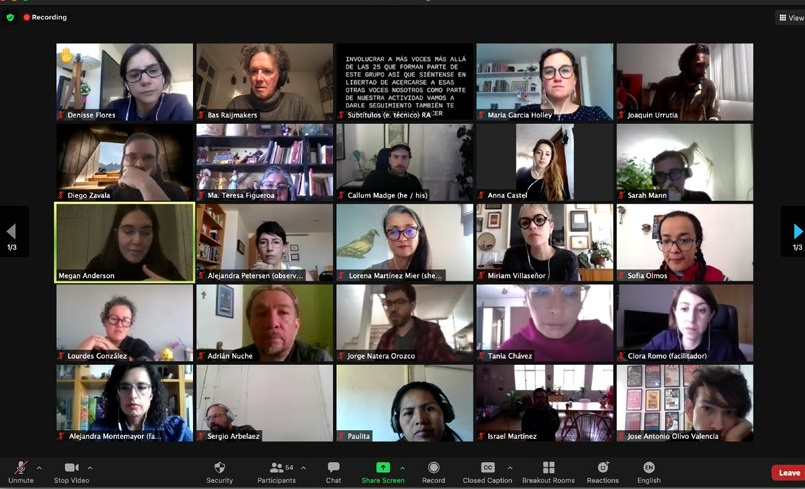 Recording
View
Denisse Flores
Bas Raijmakers
INVOLUCRAR A MÁS VOCES MÁS ALLÁ
DE LAS 25 QUE FORMAN PARTE DE
ESTE GRUPO ASÍ QUE SIÉNTENSE EN
LIBERTAD DE ACERCARSE A ESAS
OTRAS VOCES NOSOTROS COMO PARTE
DE NUESTRA ACTIVIDAD VAMOS A
DARLE SEGUIMIENTO TAMBIÉN TE
CER
Subtítulos (e. técnico) RA
María García Holley
Joaquin Urrutia
Diego Zavala
Ma. Teresa Figueroa
Callum Madge (he / his)
Anna Castel
Sarah Mann
1/3
1/3
Megan Anderson
Alejandra Petersen (observ...
Lorena Martínez Mier (she...
Miriam Villaseñor
Sofía Olmos
Lourdes González
Adrián Nuche
Jorge Natera Orozco
Tania Chávez
Clora Romo (facilitador)
Alejandra Montemayor (fa...
Sergio Arbelaez
Paulita
Israel Martínez
Jose Antonio Olivo Valencia
54
CC
EN
Unmute
Stop Video
Security
Participants
Chat
Share Screen
Record
Closed Caption
Breakout Rooms
Reactions
English
Leave